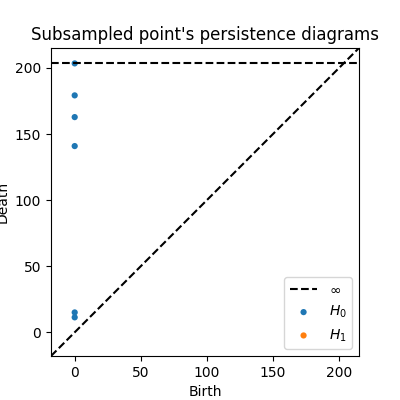 Subsampled point's persistence diagrams
200
150
100
50
0
Death
0 50 100 150 200
Birth
∞
H₀
H₁